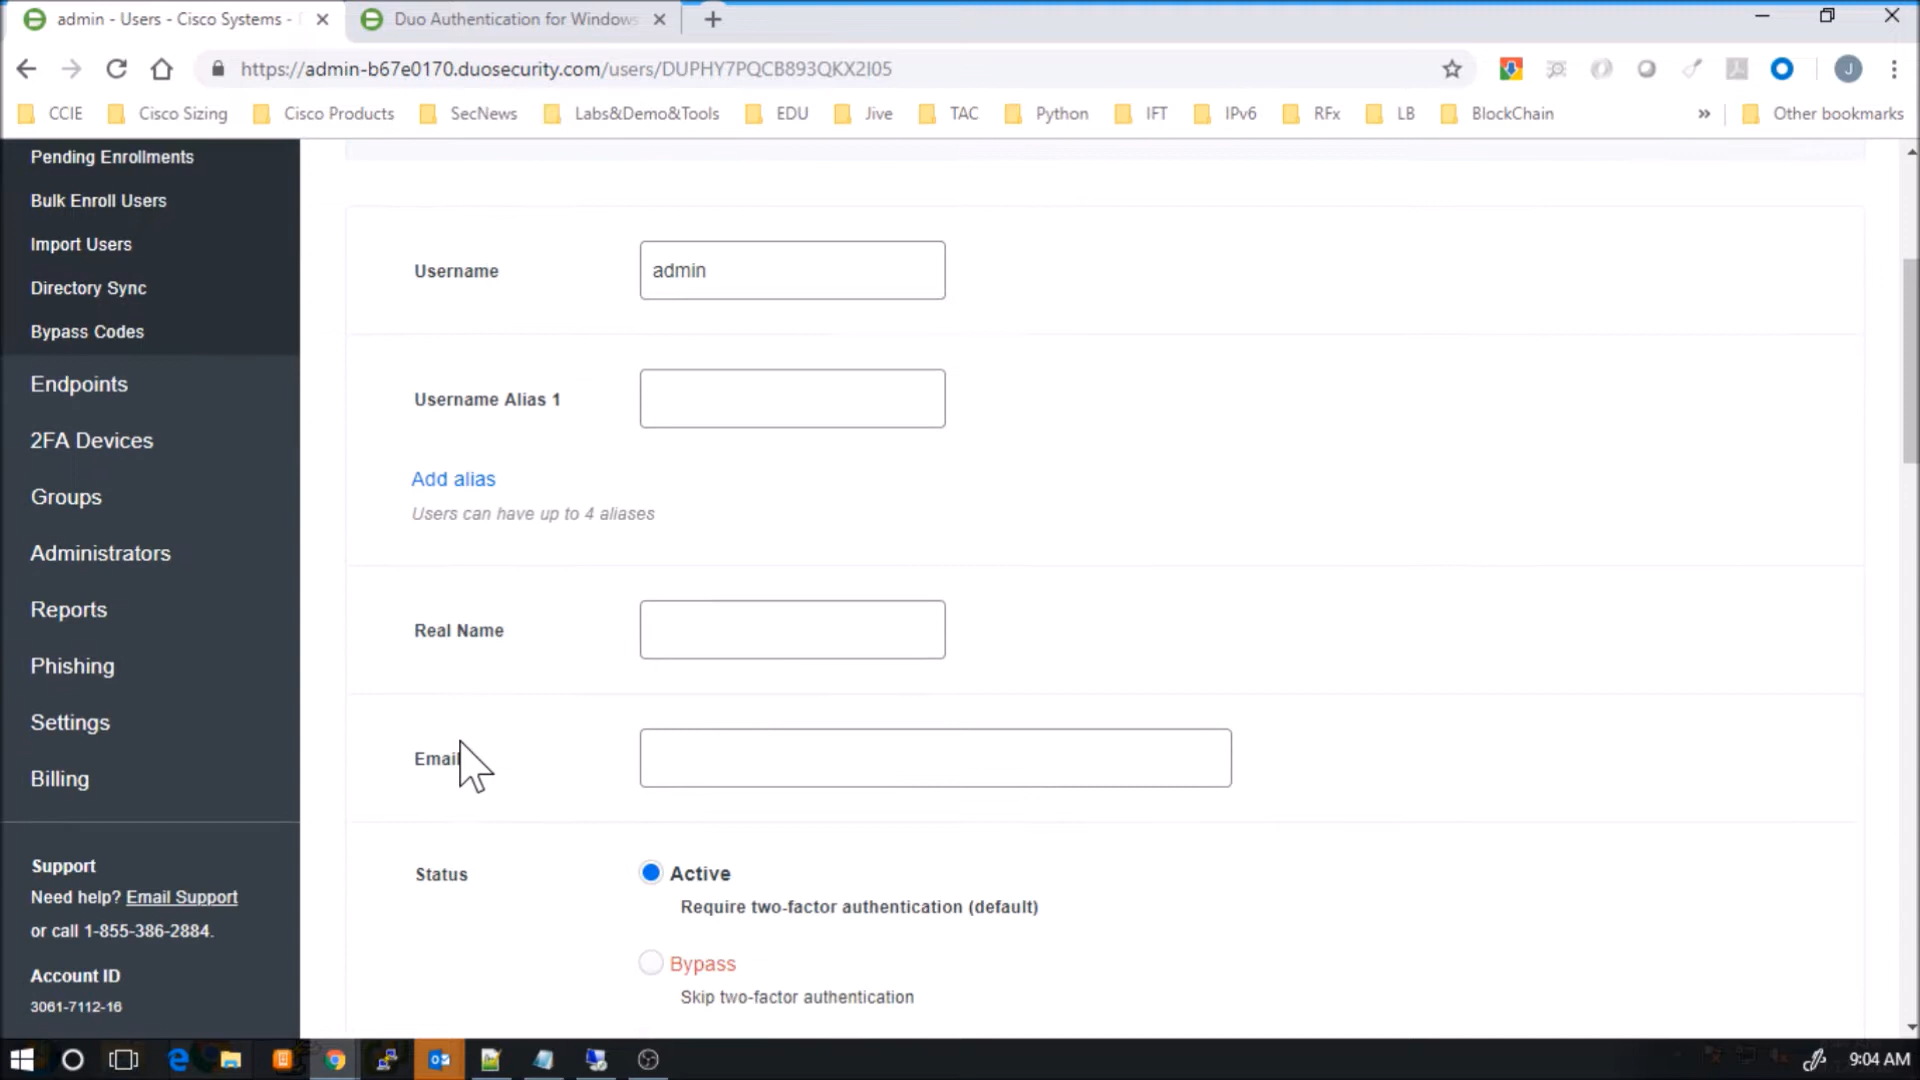 admin - Users - Cisco Systems -
Duo Authentication for Windows
https://admin-b67e0170.duosecurity.com/users/DUPHY7PQCB893QKX2I05
J
CCIE
Cisco Sizing
Cisco Products
SecNews
Labs&Demo&Tools
EDU
Jive
TAC
Python
IFT
IPv6
RFx
LB
BlockChain
»
Other bookmarks
Pending Enrollments
Bulk Enroll Users
Import Users
Directory Sync
Bypass Codes
Endpoints
2FA Devices
Groups
Administrators
Reports
Phishing
Settings
Billing
Support
Need help? Email Support
or call 1-855-386-2884.
Account ID
3061-7112-16
Username
admin
Username Alias 1
Add alias
Users can have up to 4 aliases
Real Name
Email
Status
Active
Require two-factor authentication (default)
Bypass
Skip two-factor authentication
9:04 AM